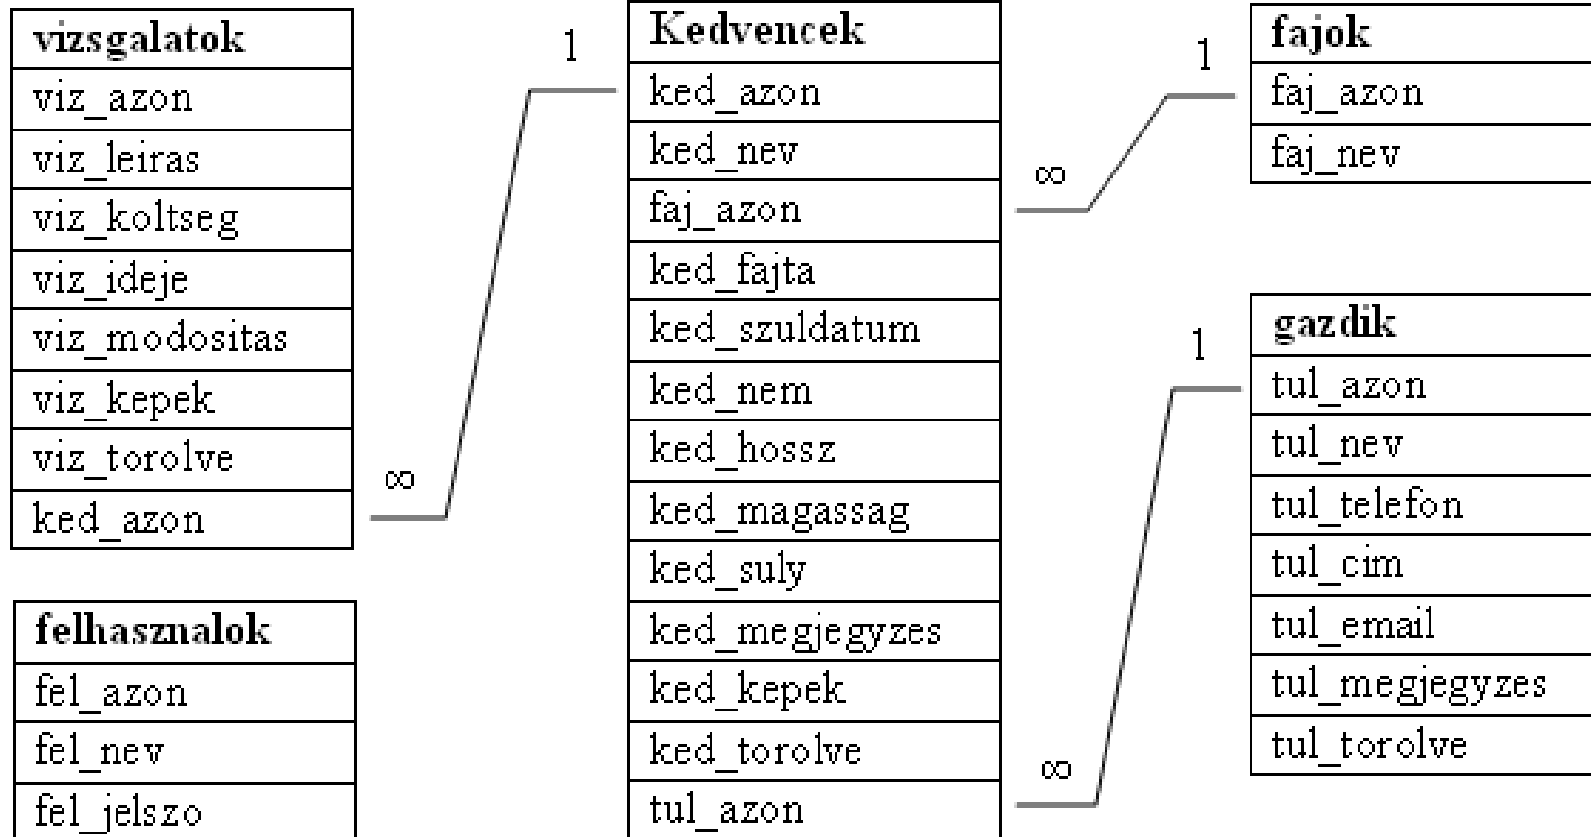 vizsgalatok
viz_azon
viz_leiras
viz_koltseg
viz_ideje
viz_modositas
viz_kepek
viz_torolve
ked_azon
felhasznalok
fel_azon
fel_nev
fel_jelszo
1
∞
Kedvencek
ked_azon
ked_nev
faj_azon
ked_fajta
ked_szuldatum
ked_nem
ked_hossz
ked_magassag
ked_suly
ked_megjegyzes
ked_kepek
ked_torolve
tul_azon
1
∞
1
∞
fajok
faj_azon
faj_nev
gazdik
tul_azon
tul_nev
tul_telefon
tul_cim
tul_email
tul_megjegyzes
tul_torolve